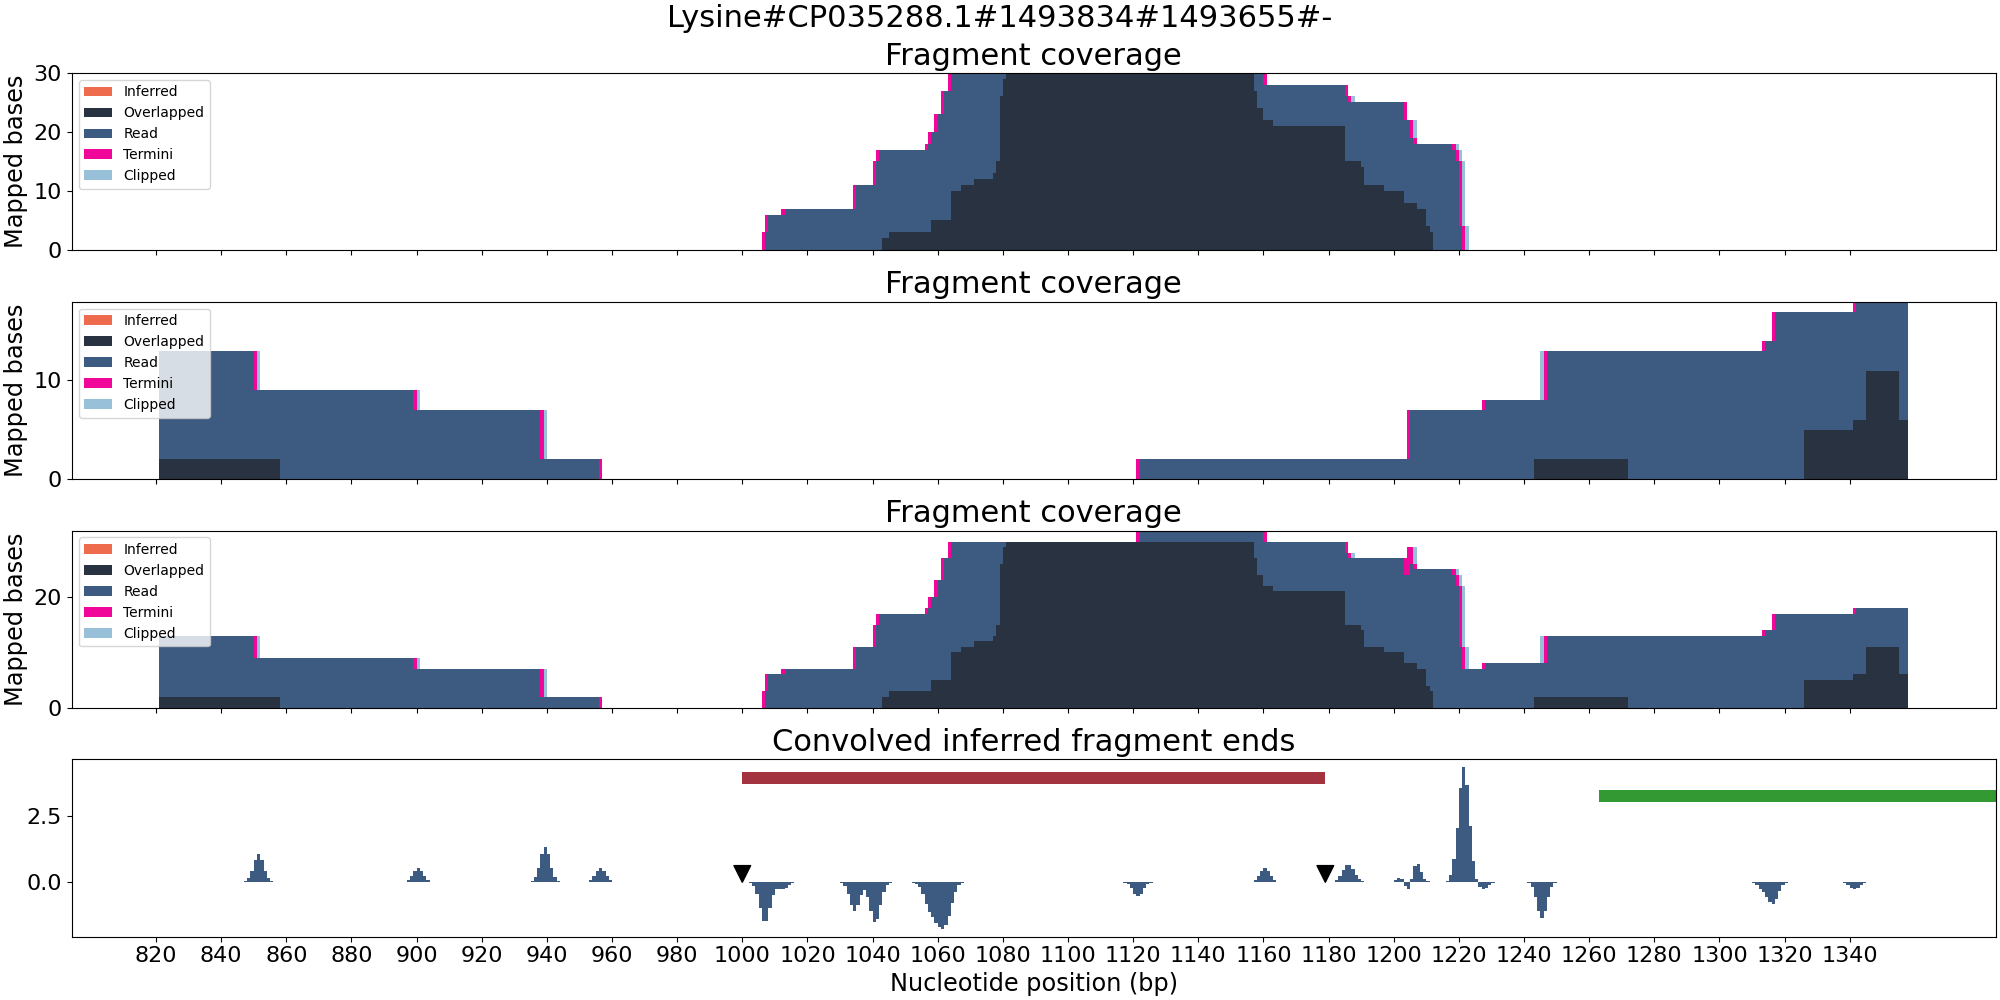 Lysine#CP035288.1#1493834#1493655#-
Fragment coverage
Mapped bases
30
20
10
0
Inferred
Overlapped
Read
Termini
Clipped
Fragment coverage
Mapped bases
10
0
Inferred
Overlapped
Read
Termini
Clipped
Fragment coverage
Mapped bases
20
0
Inferred
Overlapped
Read
Termini
Clipped
Convolved inferred fragment ends
2.5
0.0
820 840 860 880 900 920 940 960 980 1000 1020 1040 1060 1080 1100 1120 1140 1160 1180 1200 1220 1240 1260 1280 1300 1320 1340
Nucleotide position (bp)